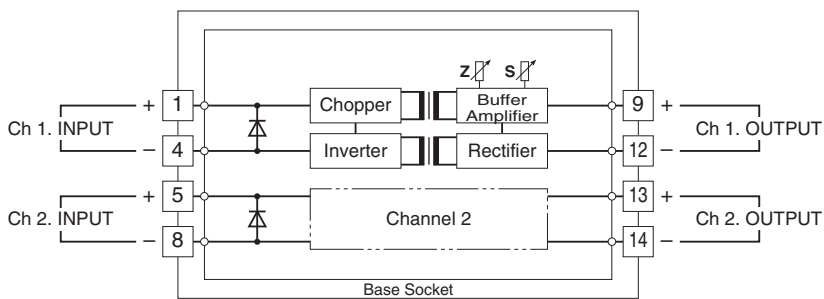 Z S
+ 1 Chopper Buffer Amplifier 9 +
Ch 1. INPUT Ch 1. OUTPUT
− 4 Inverter Rectifier 12 −
+ 5 13 +
Ch 2. INPUT Channel 2 Ch 2. OUTPUT
− 8 14 −
Base Socket